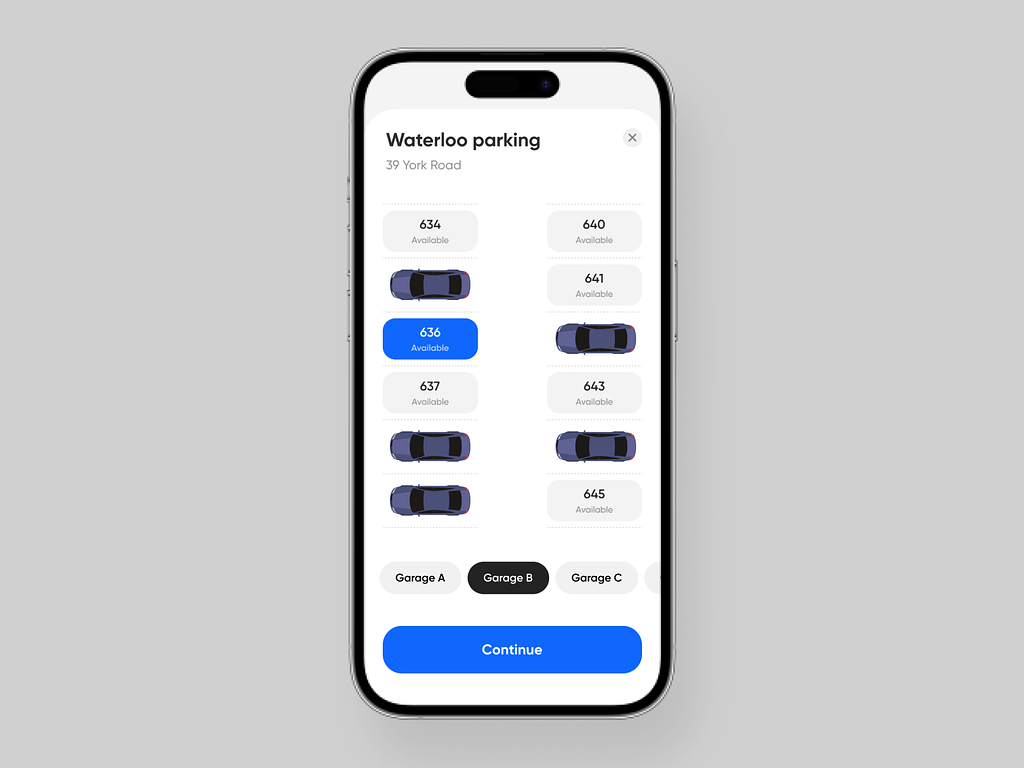 Waterloo parking
39 York Road
634
Available
640
Available
641
Available
636
Available
637
Available
643
Available
645
Available
Garage A
Garage B
Garage C
Continue